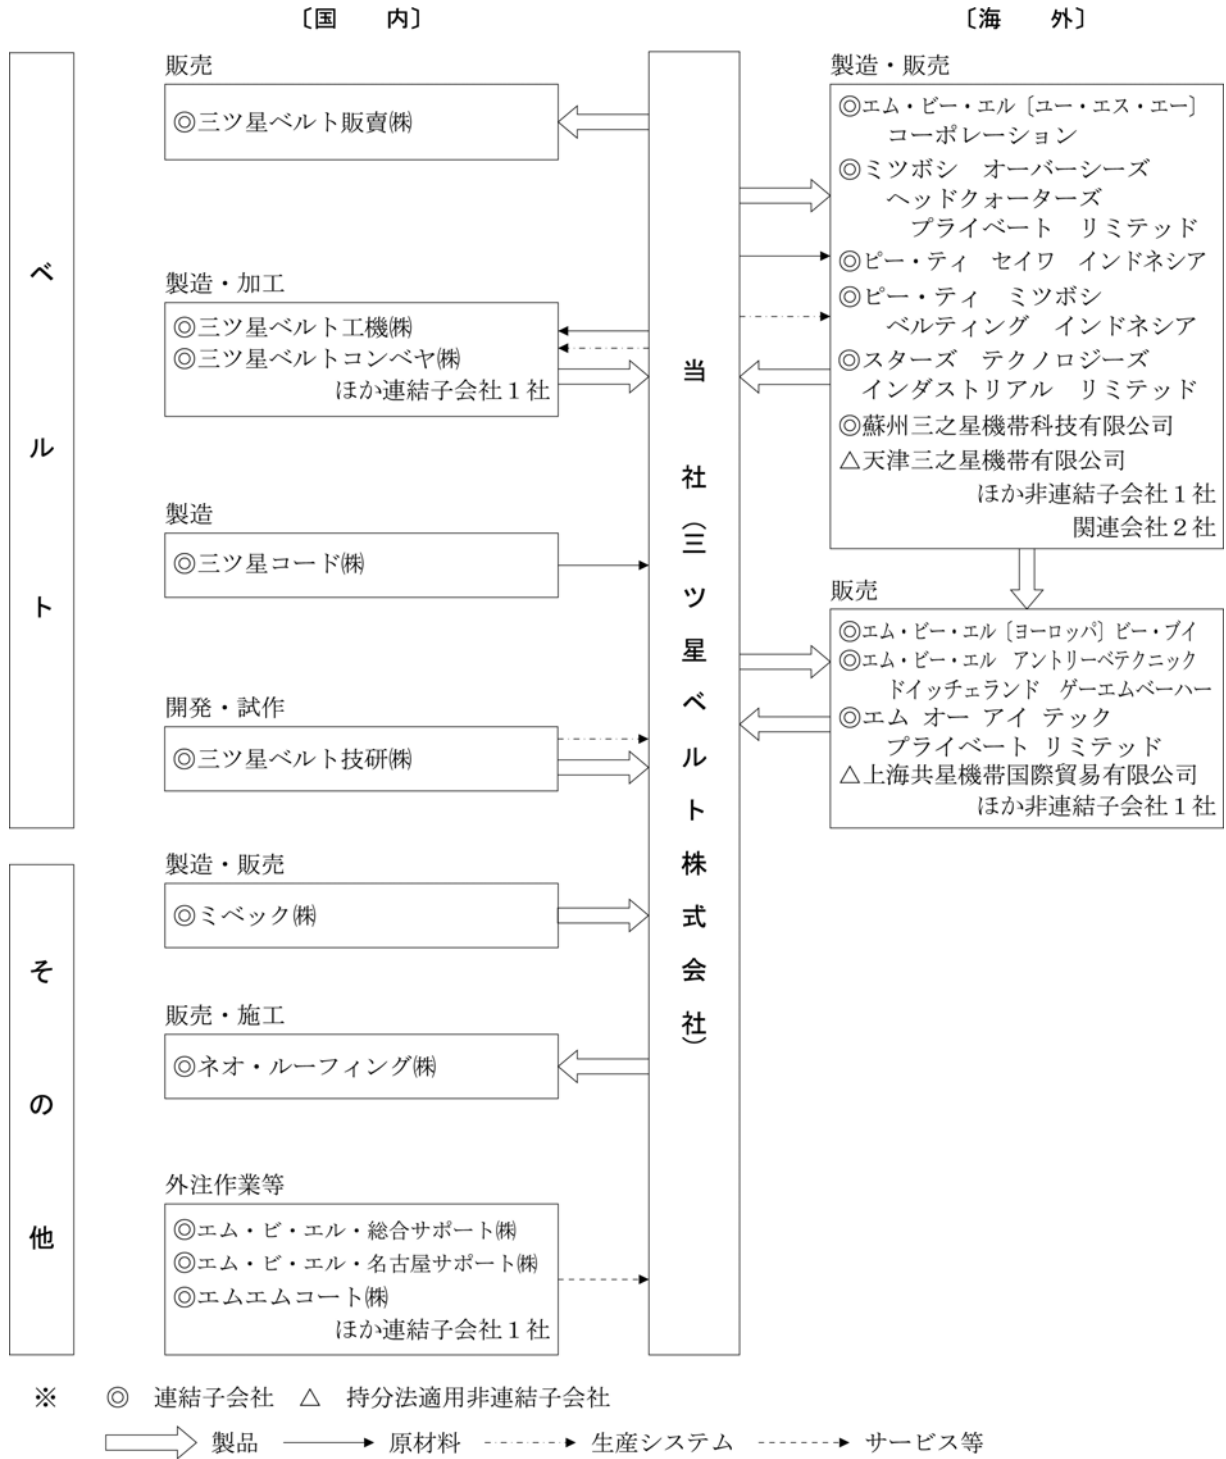 〔国　　内〕
〔海　　外〕
ベルト
販売
◎三ツ星ベルト販賣㈱
製造・加工
◎三ツ星ベルト工機㈱
◎三ツ星ベルトコンベヤ㈱
ほか連結子会社１社
製造
◎三ツ星コード㈱
開発・試作
◎三ツ星ベルト技研㈱
その他
製造・販売
◎ミベック㈱
販売・施工
◎ネオ・ルーフィング㈱
外注作業等
◎エム・ビ・エル・総合サポート㈱
◎エム・ビ・エル・名古屋サポート㈱
◎エムエムコート㈱
ほか連結子会社１社
当　社（三ツ星ベルト株式会社）
製造・販売
◎エム・ビー・エル〔ユー・エス・エー〕
コーポレーション
◎ミツボシ　オーバーシーズ
ヘッドクォーターズ
プライベート　リミテッド
◎ピー・ティ　セイワ　インドネシア
◎ピー・ティ　ミツボシ
ベルティング　インドネシア
◎スターズ　テクノロジーズ
インダストリアル　リミテッド
◎蘇州三之星機帯科技有限公司
△天津三之星機帯有限公司
ほか非連結子会社１社
関連会社２社
販売
◎エム・ビー・エル〔ヨーロッパ〕ビー・ブイ
◎エム・ビー・エル　アントリーベテクニック
ドイッチェランド　ゲーエムベーハー
◎エム オー アイ テック
プライベート リミテッド
△上海共星機帯国際貿易有限公司
ほか非連結子会社１社
※　◎　連結子会社　△　持分法適用非連結子会社
製品　原材料　生産システム　サービス等